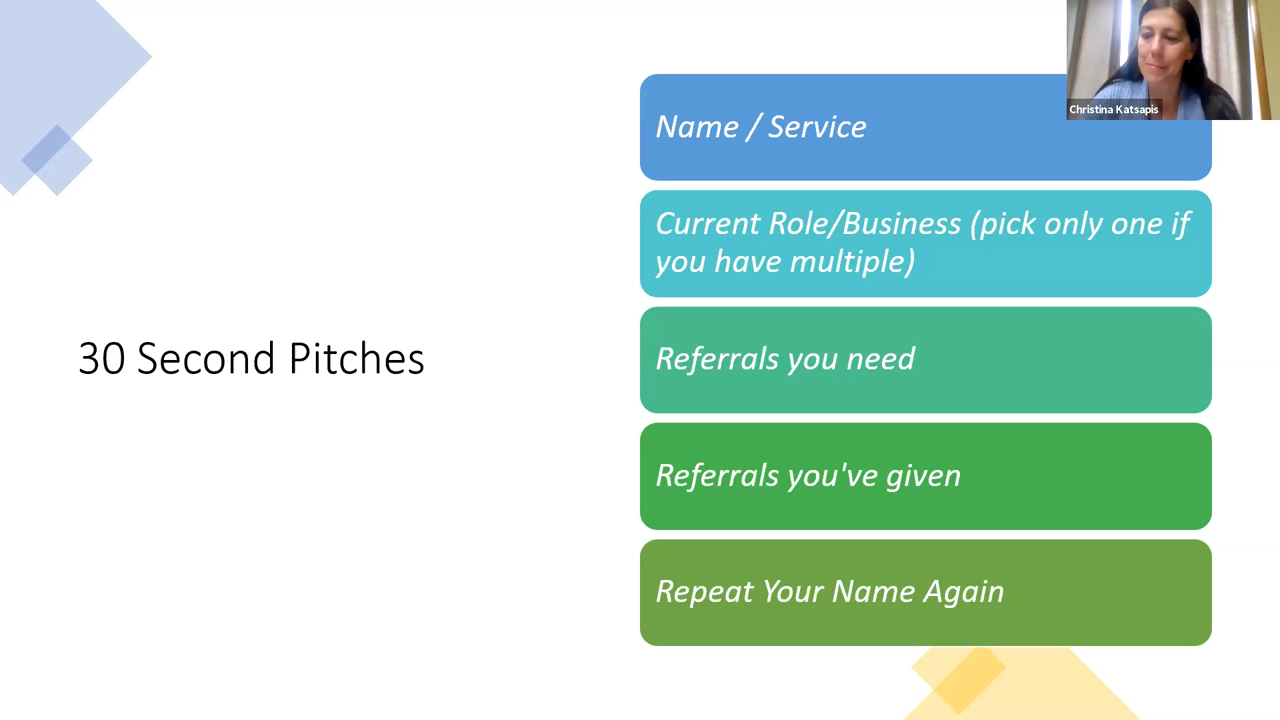 Christina Katsapis
Name / Service
Current Role/Business (pick only one if
you have multiple)
30 Second Pitches
Referrals you need
Referrals you've given
Repeat Your Name Again